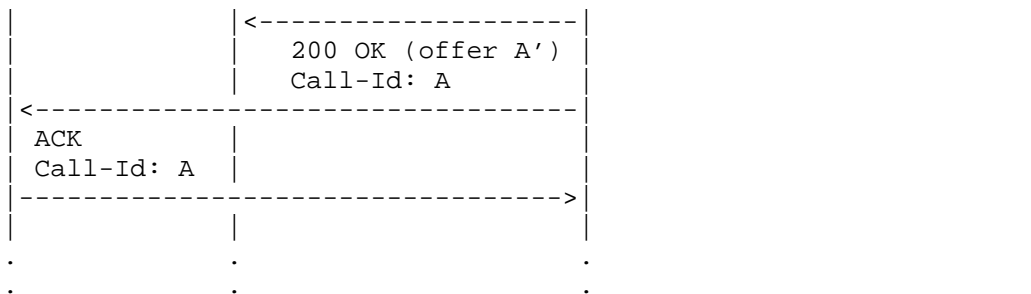 |             |<--------------------|
|             |   200 OK (offer A’) |
|             |   Call-Id: A        |
|<----------------------------------|
| ACK         |                     |
| Call-Id: A  |                     |
|---------------------------------->|
|             |                     |
.             .                     .
.             .                     .